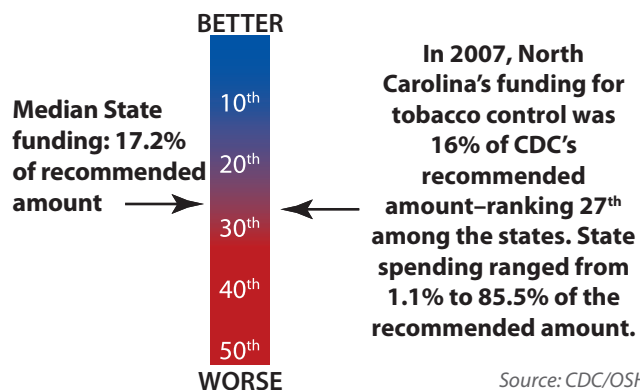 BETTER
10th
20th
30th
40th
50th
WORSE
Median State
funding: 17.2%
of recommended
amount
In 2007, North
Carolina’s funding for
tobacco control was
16% of CDC’s
recommended
amount–ranking 27th
among the states. State
spending ranged from
1.1% to 85.5% of the
recommended amount.
Source: CDC/OSH